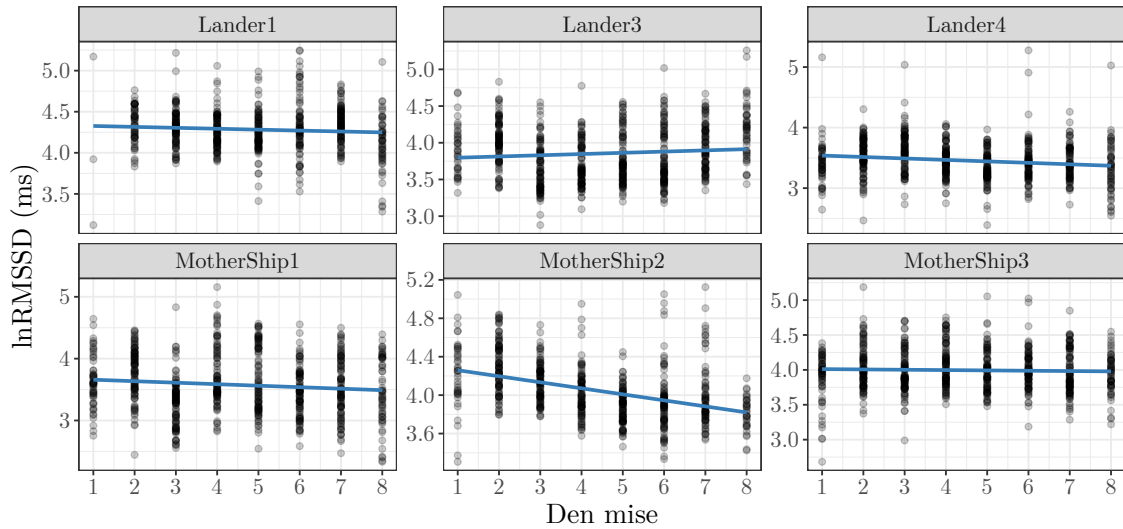 Lander1 Lander3 Lander4
5.0 5.0 5
4.5 4.5 4
4.0 4.0 3
3.5 3.5
3.0
MotherShip1 MotherShip2 MotherShip3
5 5.2 5.0
4 4.8 4.5
3 4.4 4.0
4.0 3.5
3.6 3.0
1 2 3 4 5 6 7 8 1 2 3 4 5 6 7 8 1 2 3 4 5 6 7 8
Den mise
lnRMSSD (ms)